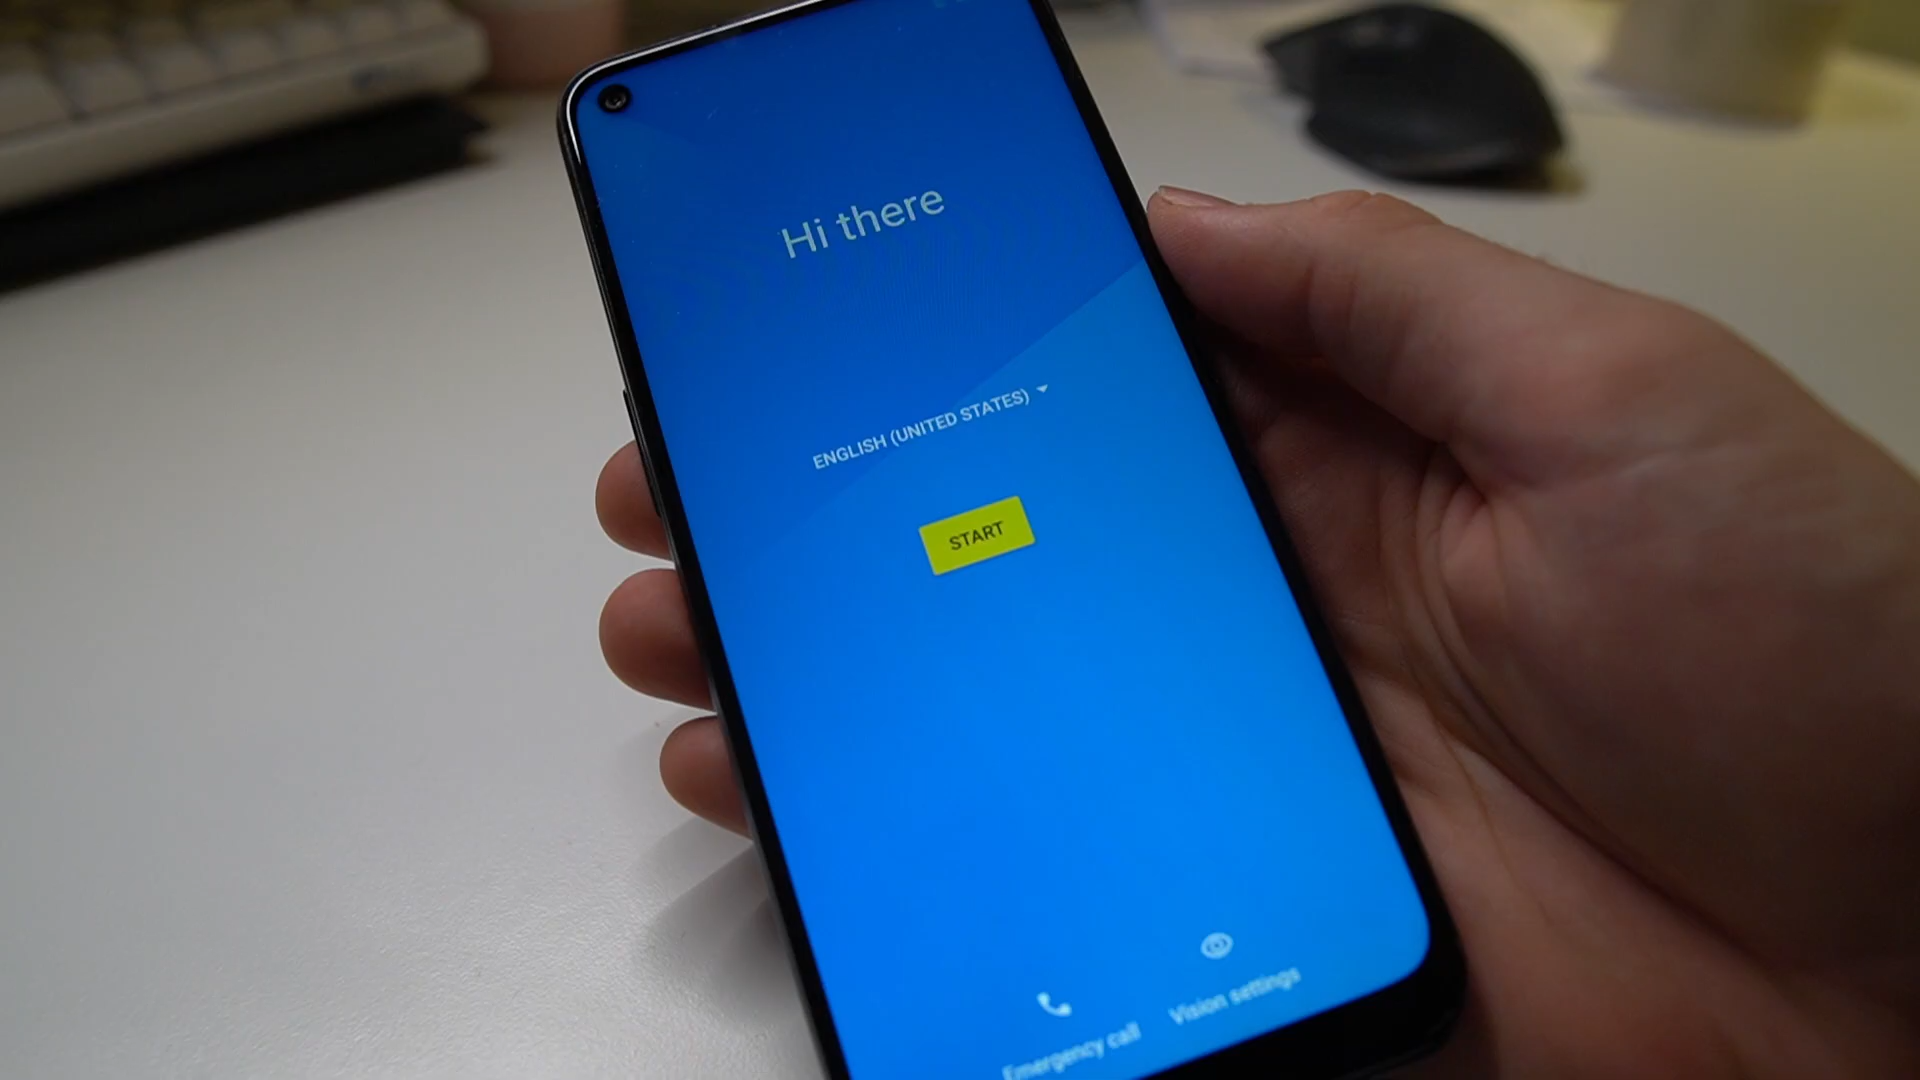 Hi there
ENGLISH (UNITED STATES)
START
Vision settings
Emergency call